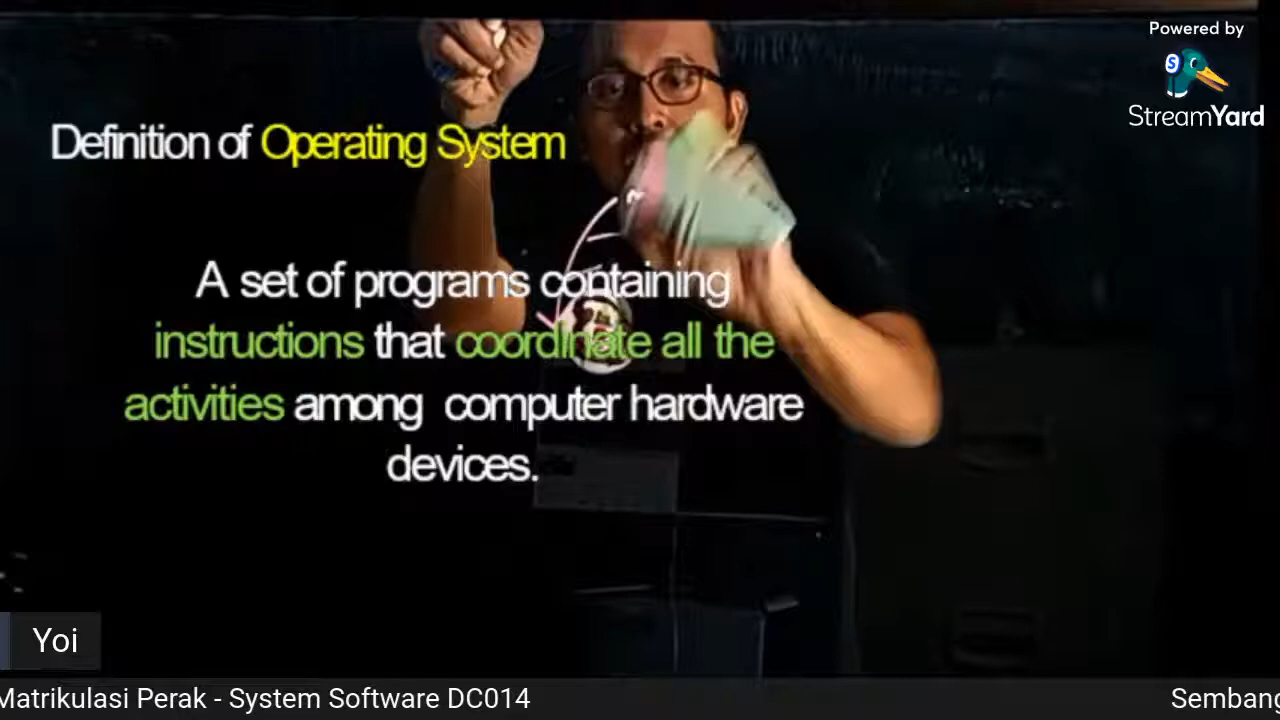 Powered by
StreamYard
Definition of Operating System
A set of programs containing
instructions that coordinate all the
activities among computer hardware
devices.
Yoi
Matrikulasi Perak - System Software DC014
Sembang